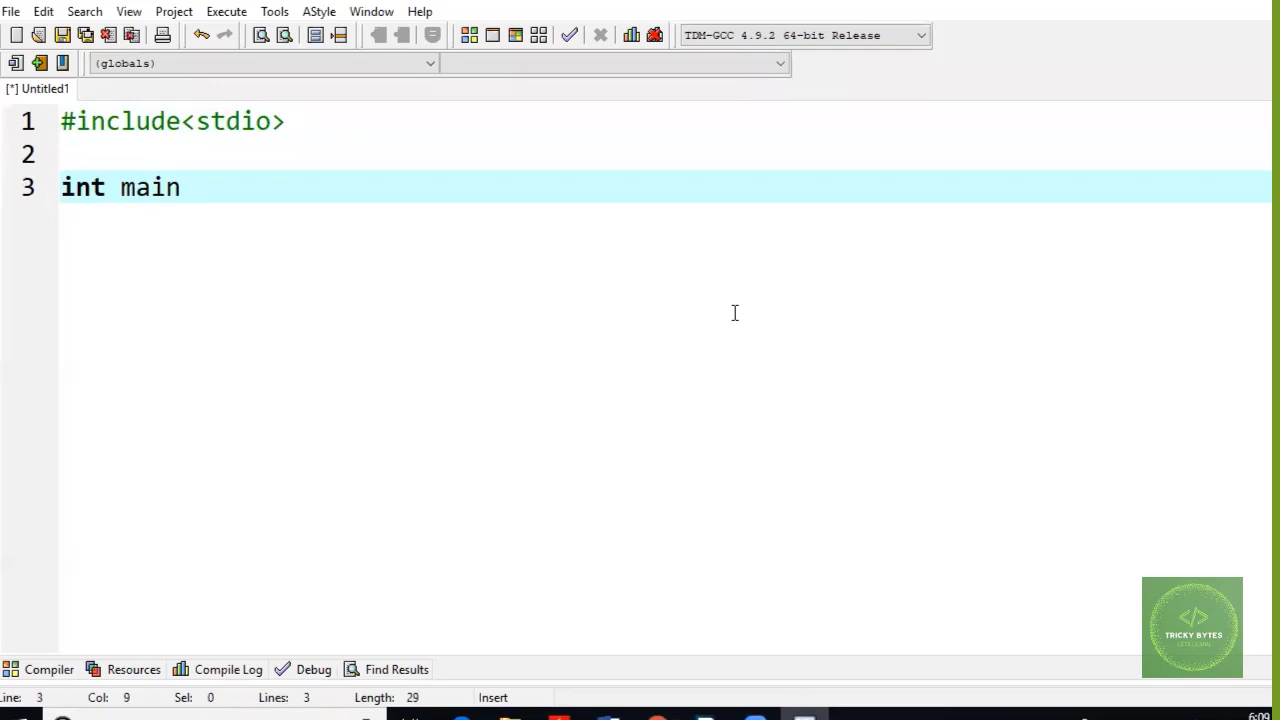 File Edit Search View Project Execute Tools AStyle Window Help
TDM-GCC 4.9.2 64-bit Release
(globals)
[*] Untitled1
1 #include<stdio>
2
3 int main
TRICKY BYTES
LETS LEARN
Compiler Resources Compile Log Debug Find Results
Line: 3 Col: 9 Sel: 0 Lines: 3 Length: 29 Insert
6:09